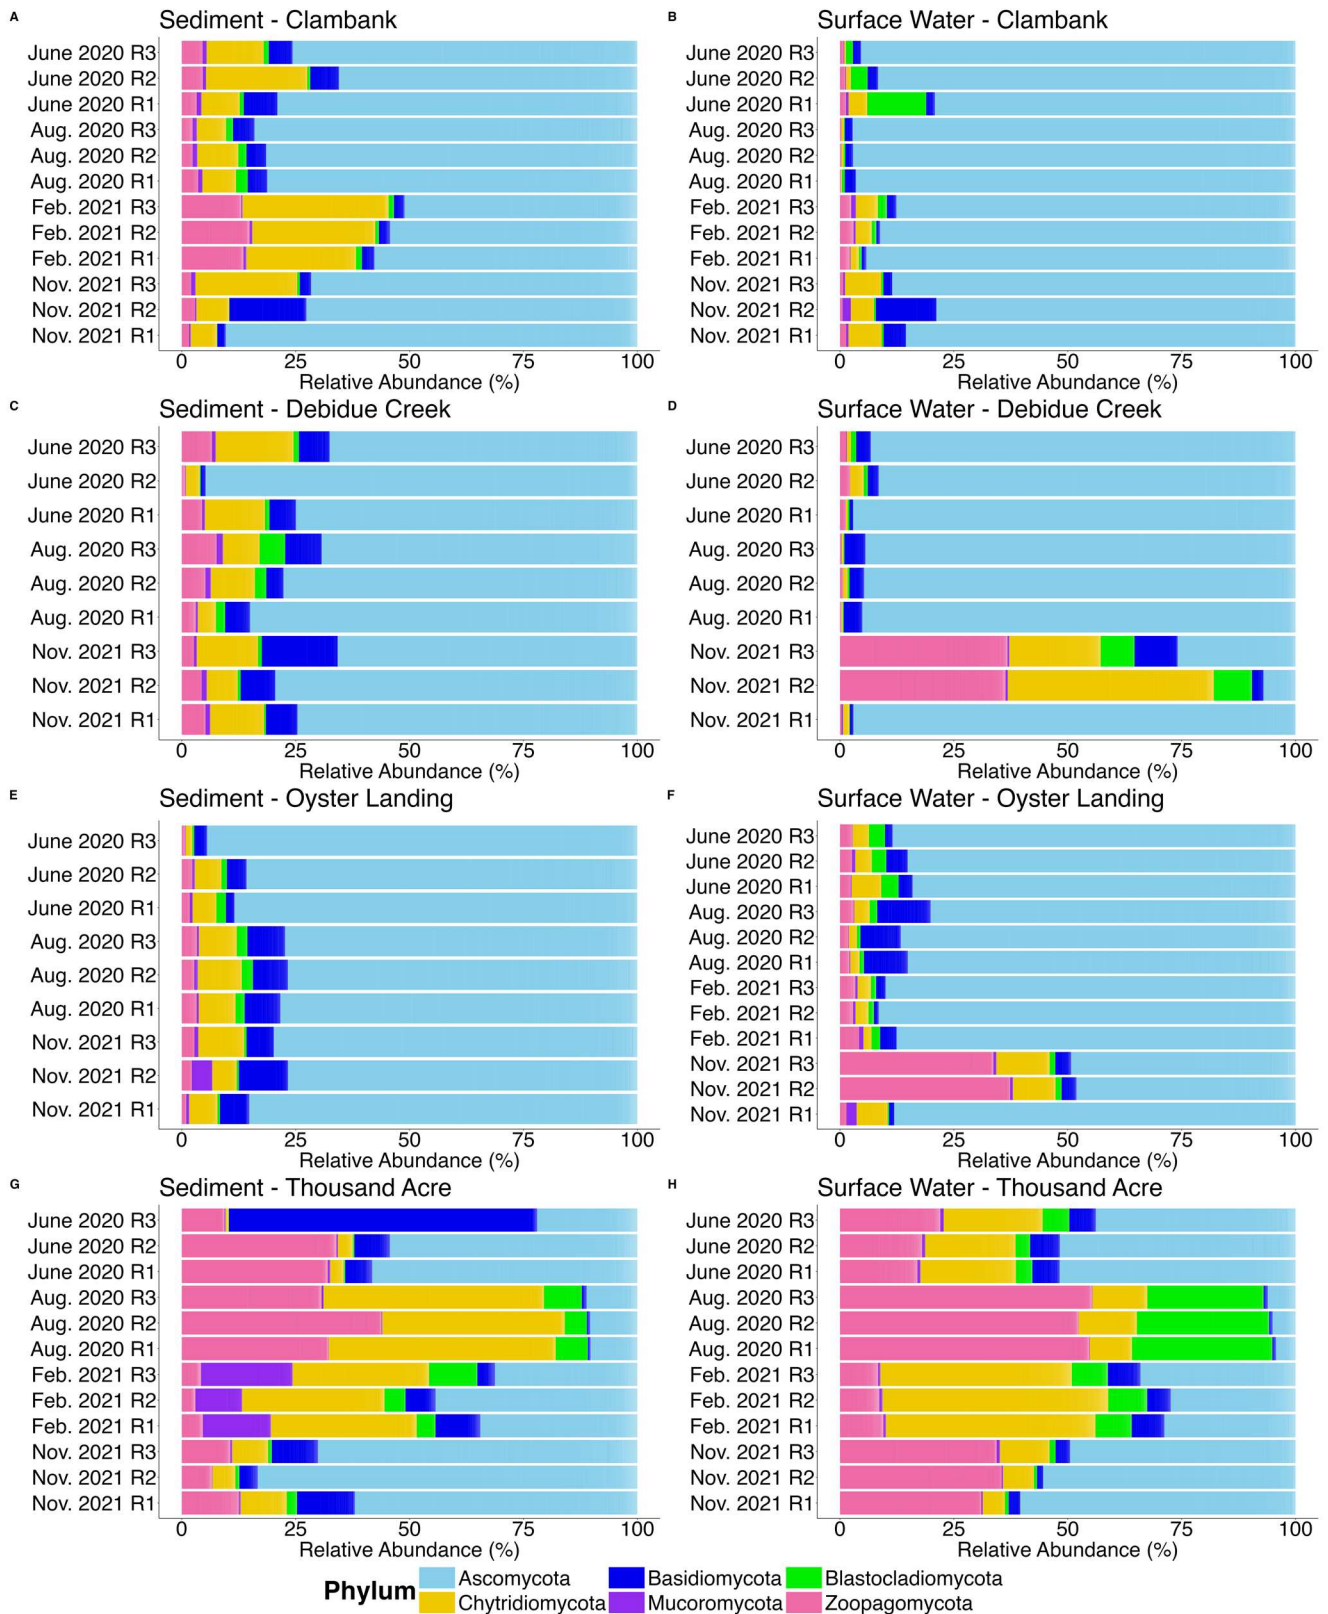 A
Sediment - Clambank
June 2020 R3
June 2020 R2
June 2020 R1
Aug. 2020 R3
Aug. 2020 R2
Aug. 2020 R1
Feb. 2021 R3
Feb. 2021 R2
Feb. 2021 R1
Nov. 2021 R3
Nov. 2021 R2
Nov. 2021 R1
0 25 50 75 100
Relative Abundance (%)
B
Surface Water - Clambank
June 2020 R3
June 2020 R2
June 2020 R1
Aug. 2020 R3
Aug. 2020 R2
Aug. 2020 R1
Feb. 2021 R3
Feb. 2021 R2
Feb. 2021 R1
Nov. 2021 R3
Nov. 2021 R2
Nov. 2021 R1
0 25 50 75 100
Relative Abundance (%)
C
Sediment - Debidue Creek
June 2020 R3
June 2020 R2
June 2020 R1
Aug. 2020 R3
Aug. 2020 R2
Aug. 2020 R1
Nov. 2021 R3
Nov. 2021 R2
Nov. 2021 R1
0 25 50 75 100
Relative Abundance (%)
D
Surface Water - Debidue Creek
June 2020 R3
June 2020 R2
June 2020 R1
Aug. 2020 R3
Aug. 2020 R2
Aug. 2020 R1
Nov. 2021 R3
Nov. 2021 R2
Nov. 2021 R1
0 25 50 75 100
Relative Abundance (%)
E
Sediment - Oyster Landing
June 2020 R3
June 2020 R2
June 2020 R1
Aug. 2020 R3
Aug. 2020 R2
Aug. 2020 R1
Nov. 2021 R3
Nov. 2021 R2
Nov. 2021 R1
0 25 50 75 100
Relative Abundance (%)
F
Surface Water - Oyster Landing
June 2020 R3
June 2020 R2
June 2020 R1
Aug. 2020 R3
Aug. 2020 R2
Aug. 2020 R1
Feb. 2021 R3
Feb. 2021 R2
Feb. 2021 R1
Nov. 2021 R3
Nov. 2021 R2
Nov. 2021 R1
0 25 50 75 100
Relative Abundance (%)
G
Sediment - Thousand Acre
June 2020 R3
June 2020 R2
June 2020 R1
Aug. 2020 R3
Aug. 2020 R2
Aug. 2020 R1
Feb. 2021 R3
Feb. 2021 R2
Feb. 2021 R1
Nov. 2021 R3
Nov. 2021 R2
Nov. 2021 R1
0 25 50 75 100
Relative Abundance (%)
H
Surface Water - Thousand Acre
June 2020 R3
June 2020 R2
June 2020 R1
Aug. 2020 R3
Aug. 2020 R2
Aug. 2020 R1
Feb. 2021 R3
Feb. 2021 R2
Feb. 2021 R1
Nov. 2021 R3
Nov. 2021 R2
Nov. 2021 R1
0 25 50 75 100
Relative Abundance (%)
Phylum
Ascomycota Basidiomycota Blastocladiomycota
Chytridiomycota Mucoromycota Zoopagomycota